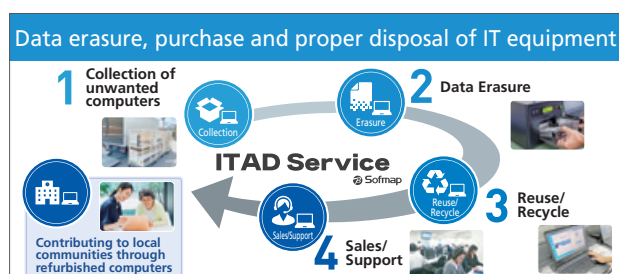 Data erasure, purchase and proper disposal of IT equipment
1
Collection of
unwanted
computers
Collection
Erasure
2
Data Erasure
ITAD Service
Sofmap
Reuse/
Recycle
3
Reuse/
Recycle
Sales/Support
4
Sales/
Support
Contributing to local
communities through
refurbished computers